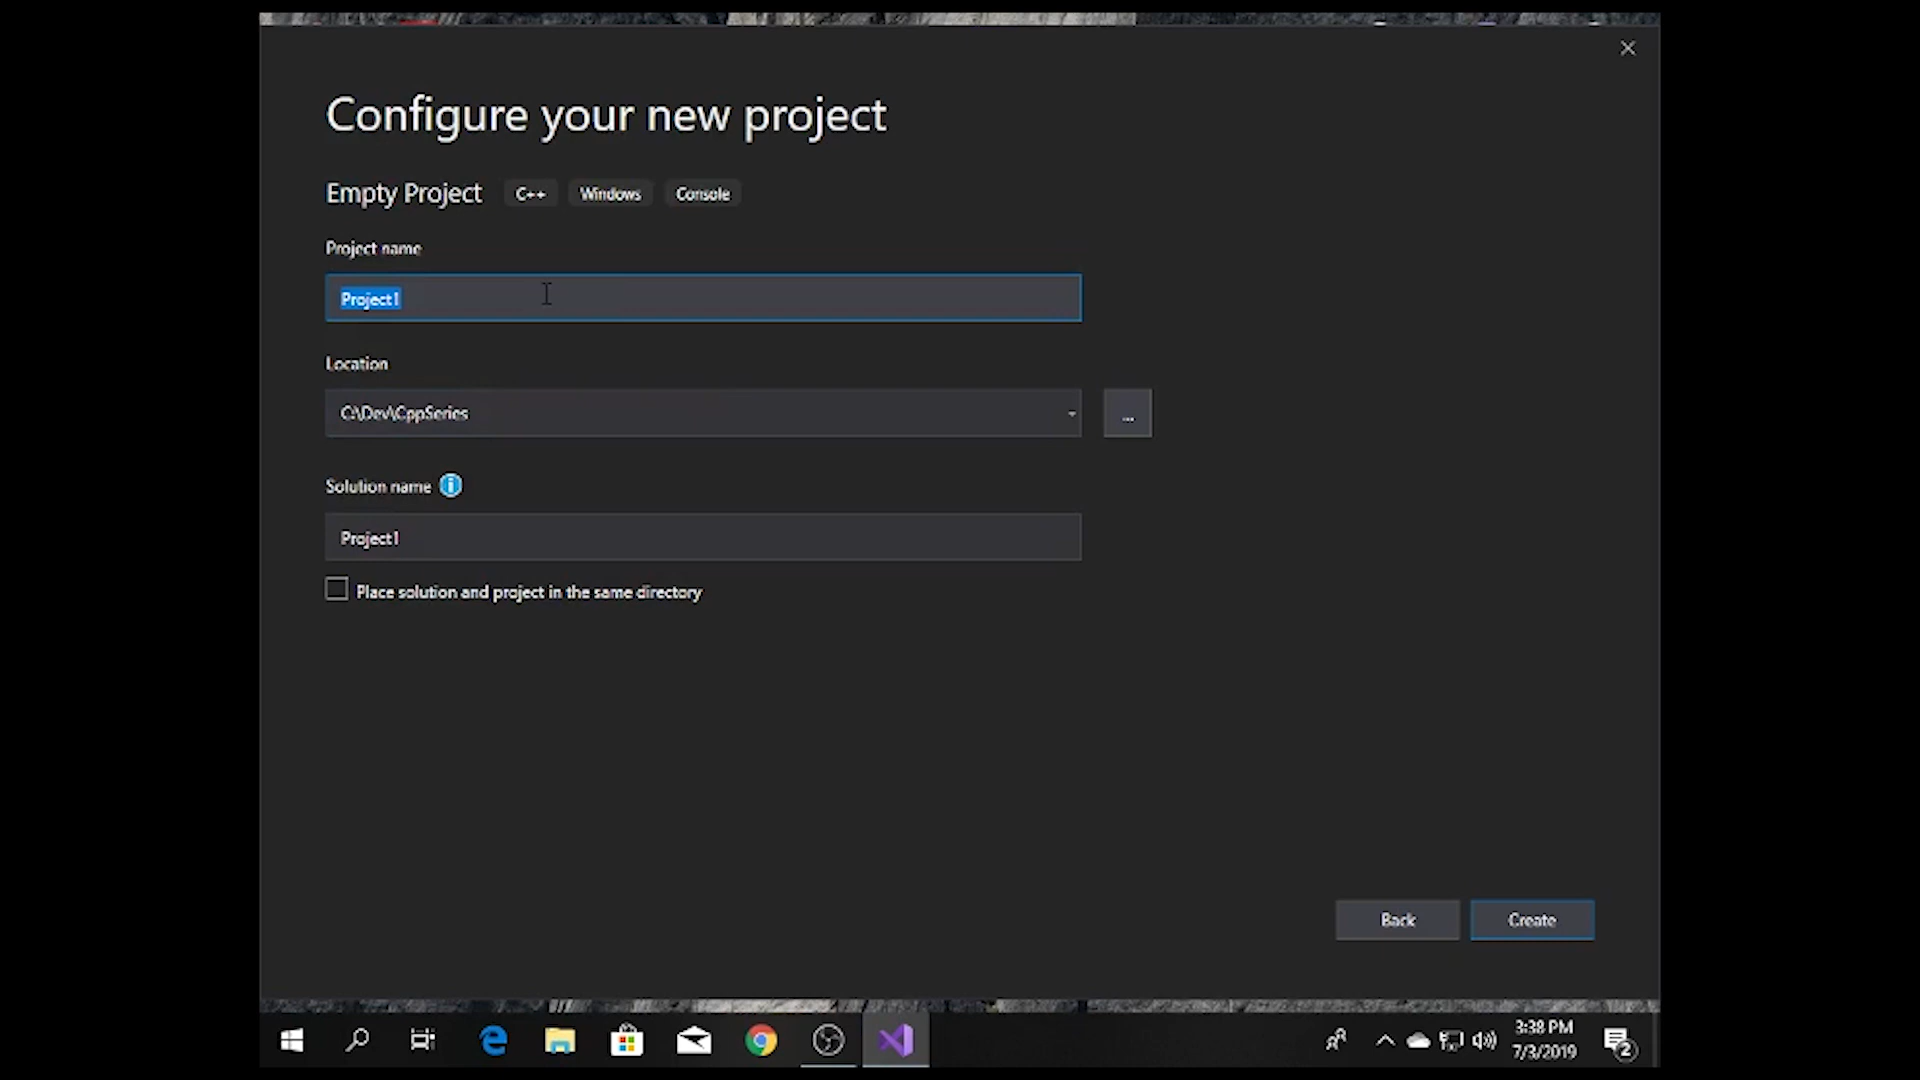 Configure your new project
Empty Project C++ Windows Console
Project name
Project1
Location
C:\Dev\CppSeries
...
Solution name
Project1
Place solution and project in the same directory
Back Create
3:38 PM
7/3/2019
2